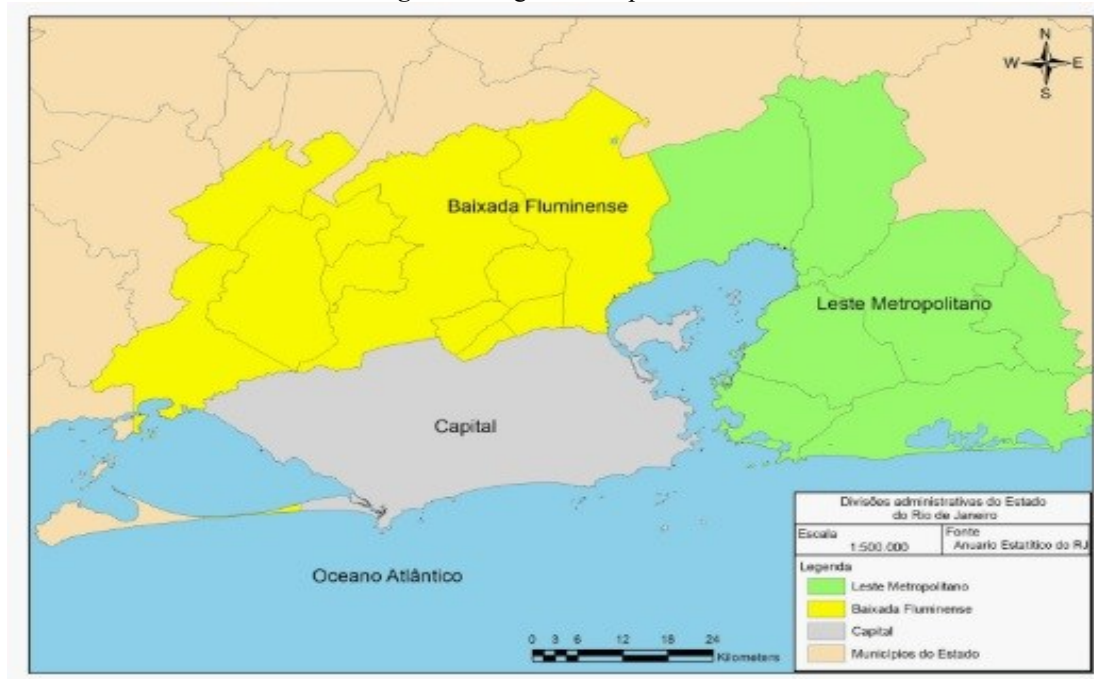 N
W E
S
Baixada Fluminense
Leste Metropolitano
Capital
Oceano Atlântico
0 3 6 12 18 24
Kilometers
Divisões administrativas do Estado
do Rio de Janeiro
Escala
1:500.000
Fonte
Anuario Estatítico do RJ
Legenda
Leste Metropolitano
Baixada Fluminense
Capital
Municípios do Estado